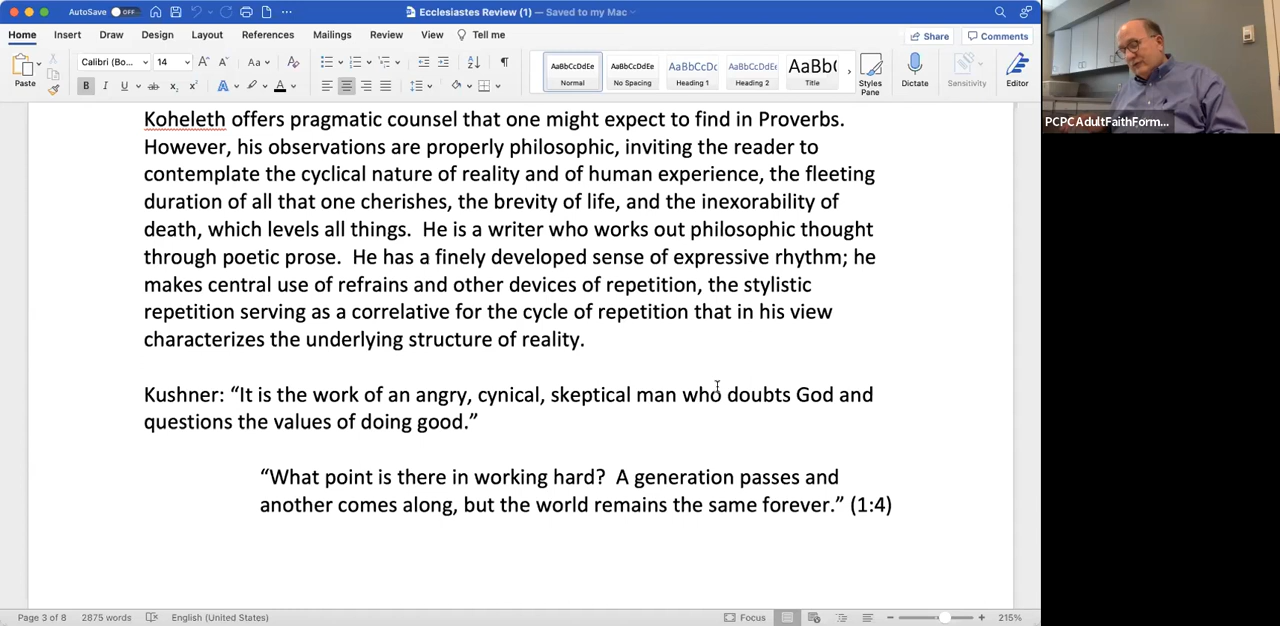 AutoSave OFF ... Ecclesiastes Review (1) — Saved to my Mac
Home Insert Draw Design Layout References Mailings Review View Tell me Share Comments
Paste Calibri (Bo... 14 Aa
B I U ab x₂ x² A A
AaBbCcDdEe AaBbCcDdEe AaBbCcDc AaBbCcDdEe AaBb(
Normal No Spacing Heading 1 Heading 2 Title
Styles Pane Dictate Sensitivity Editor
PCPCAdultFaithForm...
Koheleth offers pragmatic counsel that one might expect to find in Proverbs.
However, his observations are properly philosophic, inviting the reader to
contemplate the cyclical nature of reality and of human experience, the fleeting
duration of all that one cherishes, the brevity of life, and the inexorability of
death, which levels all things.  He is a writer who works out philosophic thought
through poetic prose.  He has a finely developed sense of expressive rhythm; he
makes central use of refrains and other devices of repetition, the stylistic
repetition serving as a correlative for the cycle of repetition that in his view
characterizes the underlying structure of reality.
Kushner: “It is the work of an angry, cynical, skeptical man who doubts God and
questions the values of doing good.”
“What point is there in working hard?  A generation passes and
another comes along, but the world remains the same forever.” (1:4)
Page 3 of 8 2875 words English (United States) Focus 215%